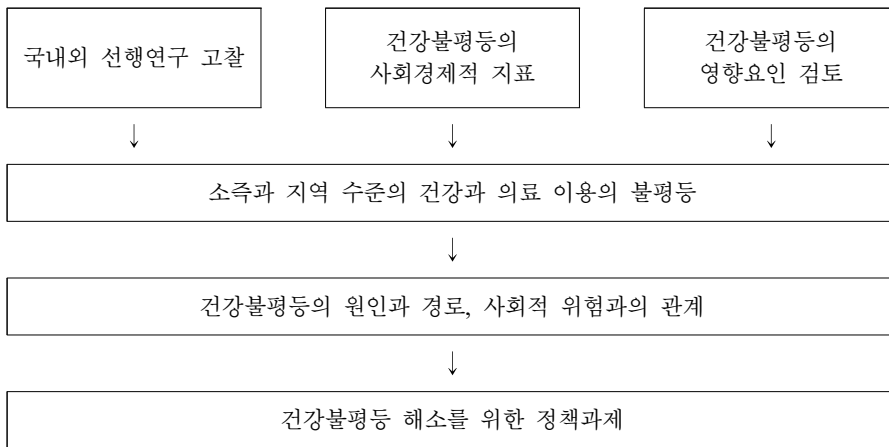 국내외 선행연구 고찰
건강불평등의
사회경제적 지표
건강불평등의
영향요인 검토
소즉과 지역 수준의 건강과 의료 이용의 불평등
건강불평등의 원인과 경로, 사회적 위험과의 관계
건강불평등 해소를 위한 정책과제